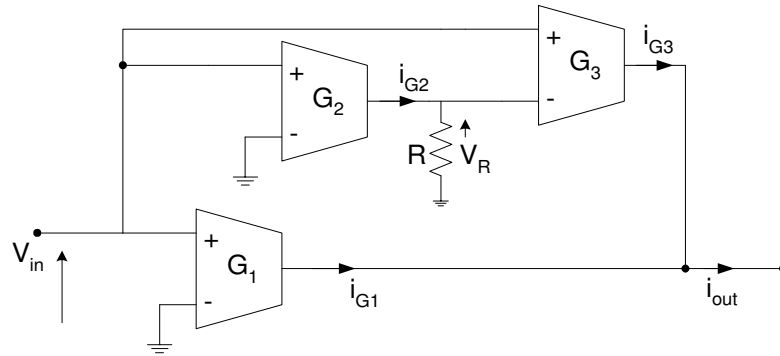 +
-
G3
iG3
+
-
G2
iG2
R
VR
Vin
+
-
G1
iG1
iout